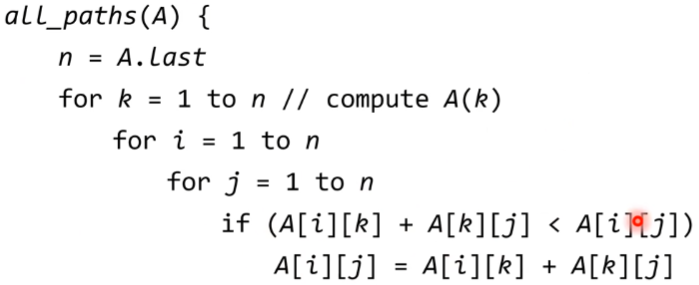 all_paths(A) {
n = A.last
for k = 1 to n // compute A(k)
for i = 1 to n
for j = 1 to n
if (A[i][k] + A[k][j] < A[i][j])
A[i][j] = A[i][k] + A[k][j]